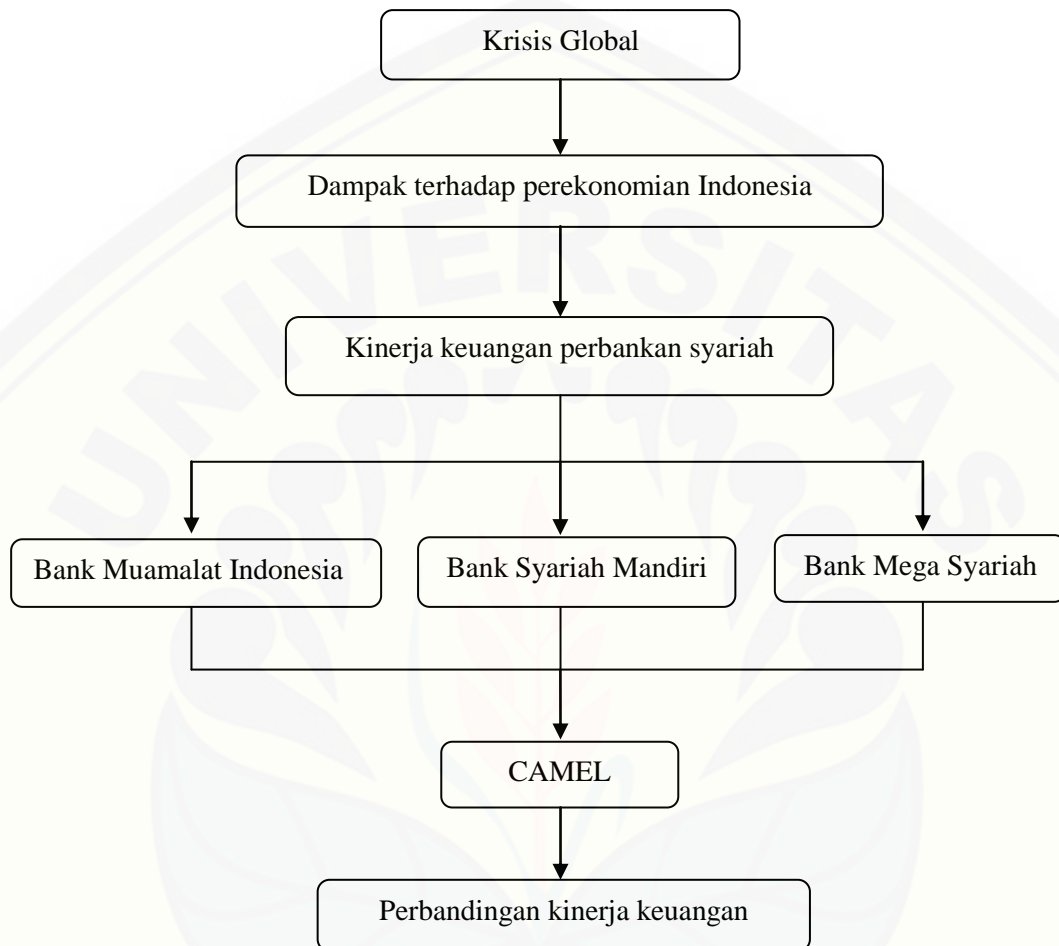 Krisis Global
Dampak terhadap perekonomian Indonesia
UNIVERSITAS
Kinerja keuangan perbankan syariah
Bank Muamalat Indonesia
Bank Syariah Mandiri
Bank Mega Syariah
CAMEL
Perbandingan kinerja keuangan